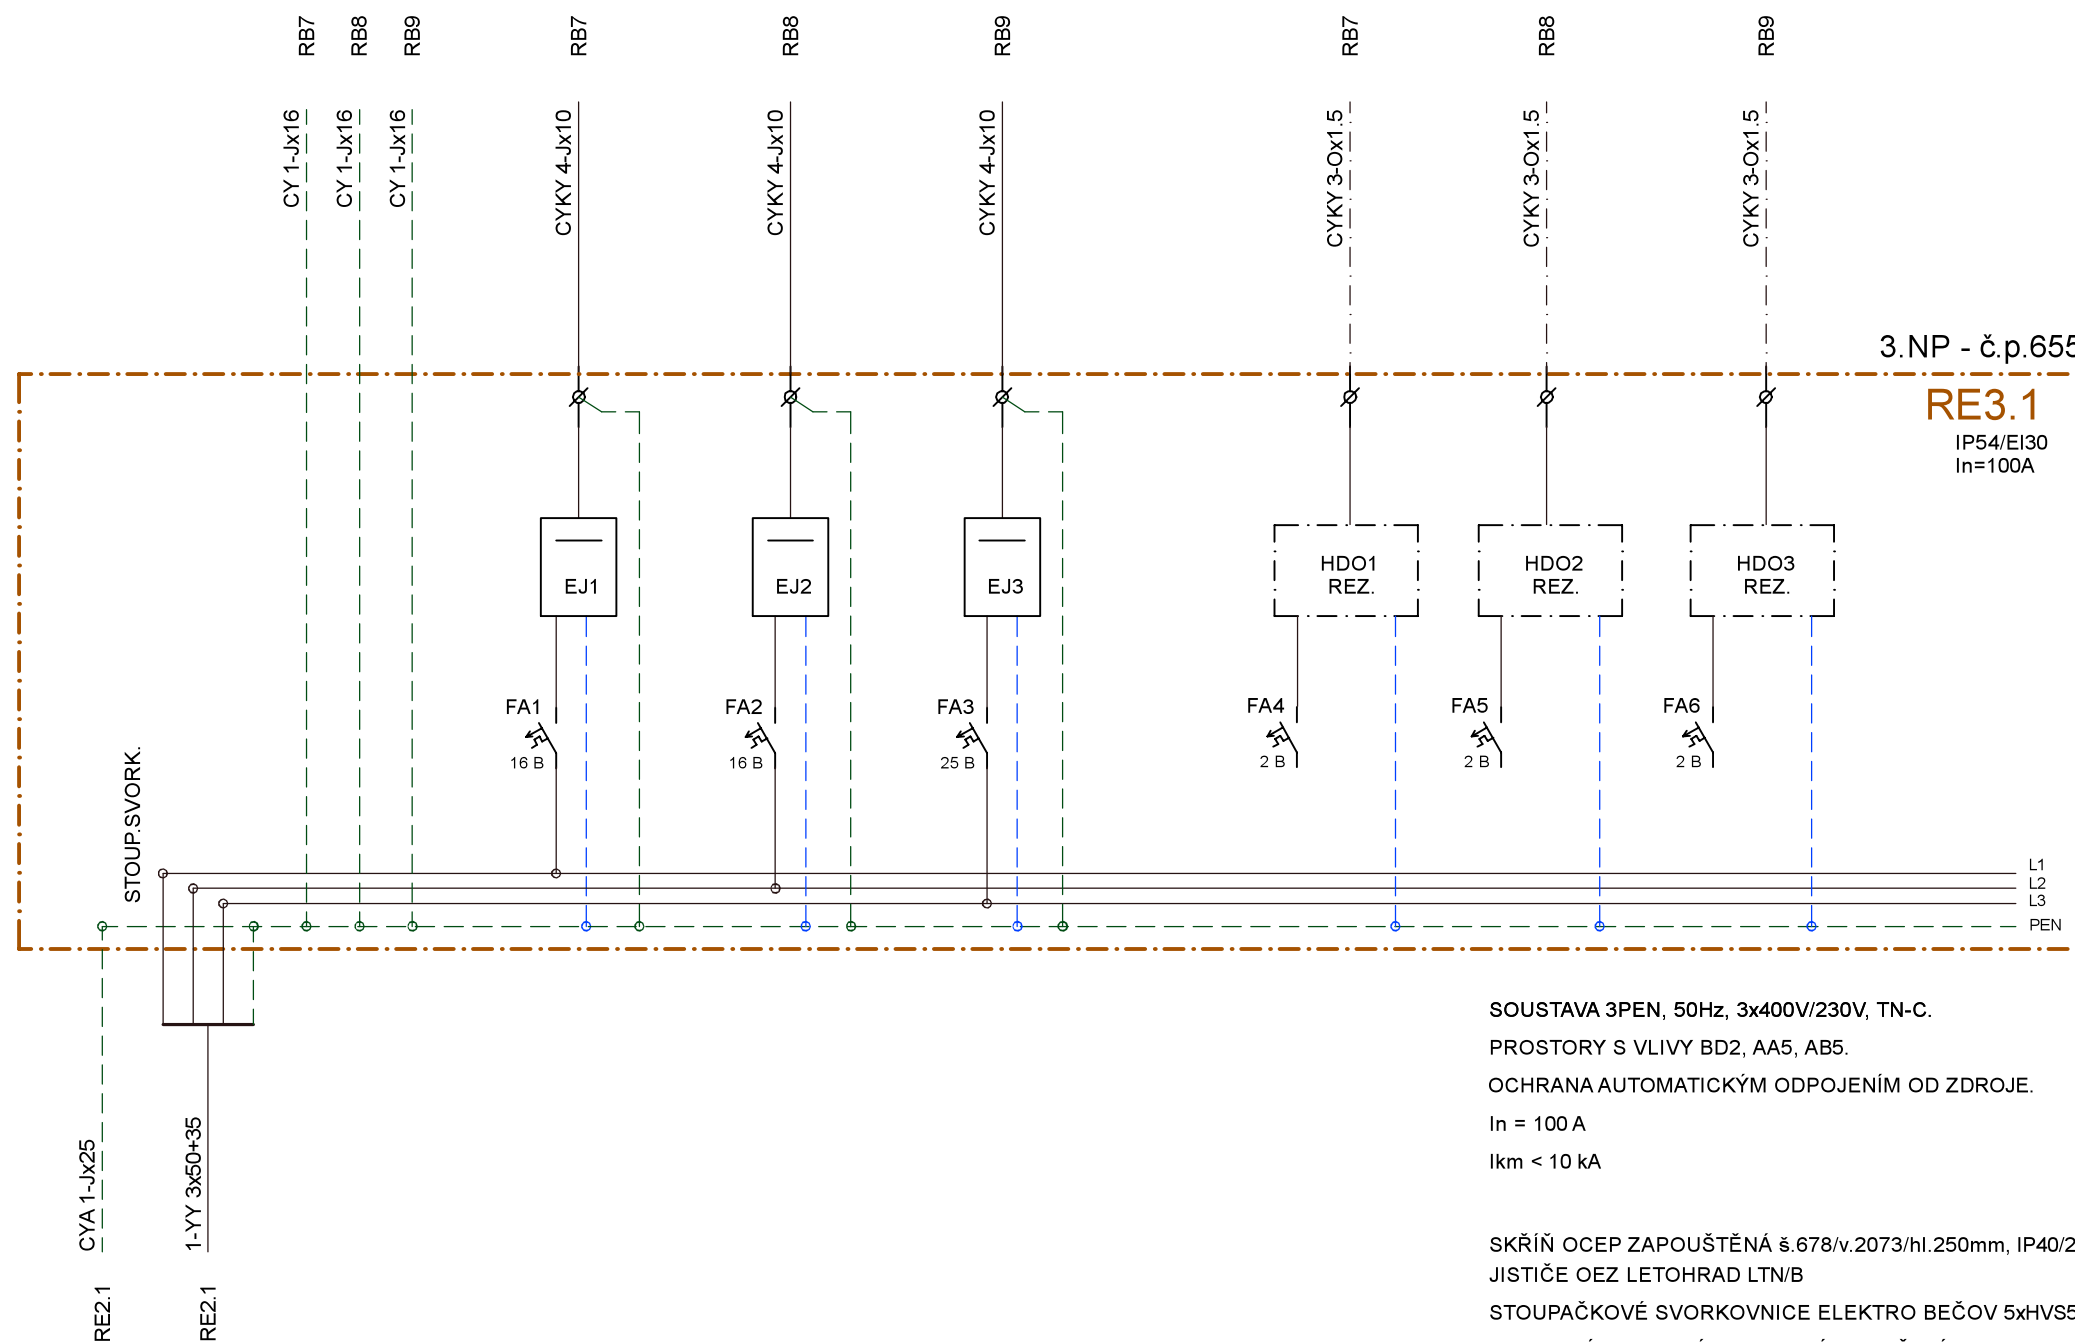 RB7
RB8
RB9
RB7
RB8
RB9
RB7
RB8
RB9
CY 1-Jx16
CY 1-Jx16
CY 1-Jx16
CYKY 4-Jx10
CYKY 4-Jx10
CYKY 4-Jx10
CYKY 3-Ox1.5
CYKY 3-Ox1.5
CYKY 3-Ox1.5
3.NP - č.p.655
RE3.1
IP54/EI30
In=100A
EJ1
EJ2
EJ3
HDO1
REZ.
HDO2
REZ.
HDO3
REZ.
FA1
16 B
FA2
16 B
FA3
25 B
FA4
2 B
FA5
2 B
FA6
2 B
STOUP.SVORK.
L1
L2
L3
PEN
CYA 1-Jx25
1-YY 3x50+35
RE2.1
RE2.1
SOUSTAVA 3PEN, 50Hz, 3x400V/230V, TN-C.
PROSTORY S VLIVY BD2, AA5, AB5.
OCHRANA AUTOMATICKÝM ODPOJENÍM OD ZDROJE.
In = 100 A
Ikm < 10 kA
SKŘÍŇ OCEP ZAPOUŠTĚNÁ š.678/v.2073/hl.250mm, IP40/2
JISTIČE OEZ LETOHRAD LTN/B
STOUPAČKOVÉ SVORKOVNICE ELEKTRO BEČOV 5xHVS5